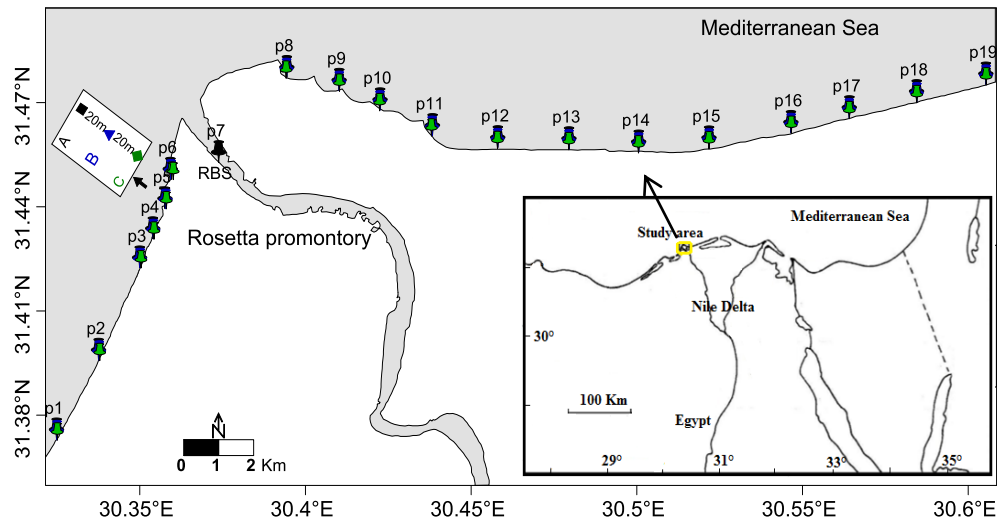 Mediterranean Sea
p8
p9
p10
p11
p12
p13
p14
p15
p16
p17
p18
p19
31.47°N
31.44°N
31.41°N
31.38°N
20m
20m
A
B
C
p7
RBS
p6
p5
p4
p3
p2
p1
Rosetta promontory
N
0 1 2 Km
Mediterranean Sea
Study area
Nile Delta
30°
100 Km
Egypt
29° 31° 33° 35°
30.35°E 30.4°E 30.45°E 30.5°E 30.55°E 30.6°E